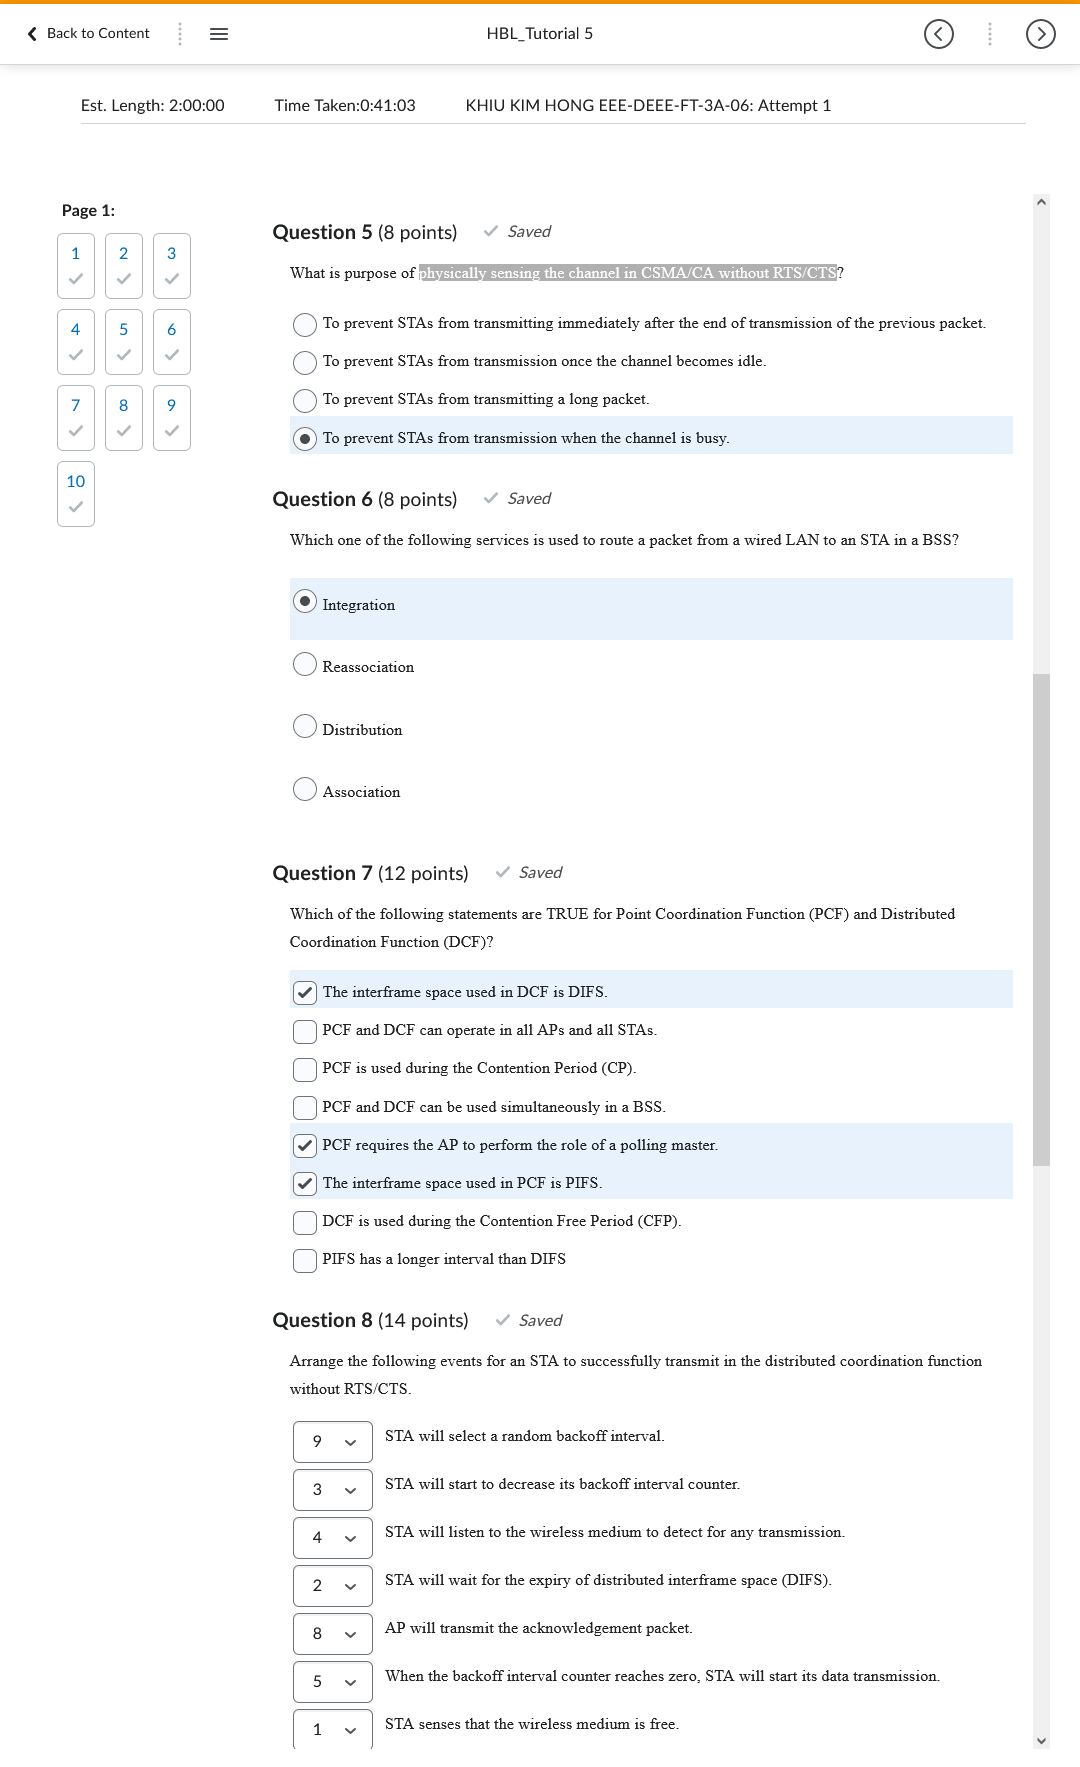 Back to Content
HBL_Tutorial 5
Est. Length: 2:00:00 Time Taken:0:41:03 KHIU KIM HONG EEE-DEEE-FT-3A-06: Attempt 1
Page 1:
1 2 3
4 5 6
7 8 9
10
Question 5 (8 points) Saved
What is purpose of physically sensing the channel in CSMA/CA without RTS/CTS?
To prevent STAs from transmitting immediately after the end of transmission of the previous packet.
To prevent STAs from transmission once the channel becomes idle.
To prevent STAs from transmitting a long packet.
To prevent STAs from transmission when the channel is busy.
Question 6 (8 points) Saved
Which one of the following services is used to route a packet from a wired LAN to an STA in a BSS?
Integration
Reassociation
Distribution
Association
Question 7 (12 points) Saved
Which of the following statements are TRUE for Point Coordination Function (PCF) and Distributed
Coordination Function (DCF)?
The interframe space used in DCF is DIFS.
PCF and DCF can operate in all APs and all STAs.
PCF is used during the Contention Period (CP).
PCF and DCF can be used simultaneously in a BSS.
PCF requires the AP to perform the role of a polling master.
The interframe space used in PCF is PIFS.
DCF is used during the Contention Free Period (CFP).
PIFS has a longer interval than DIFS
Question 8 (14 points) Saved
Arrange the following events for an STA to successfully transmit in the distributed coordination function
without RTS/CTS.
9 STA will select a random backoff interval.
3 STA will start to decrease its backoff interval counter.
4 STA will listen to the wireless medium to detect for any transmission.
2 STA will wait for the expiry of distributed interframe space (DIFS).
8 AP will transmit the acknowledgement packet.
5 When the backoff interval counter reaches zero, STA will start its data transmission.
1 STA senses that the wireless medium is free.